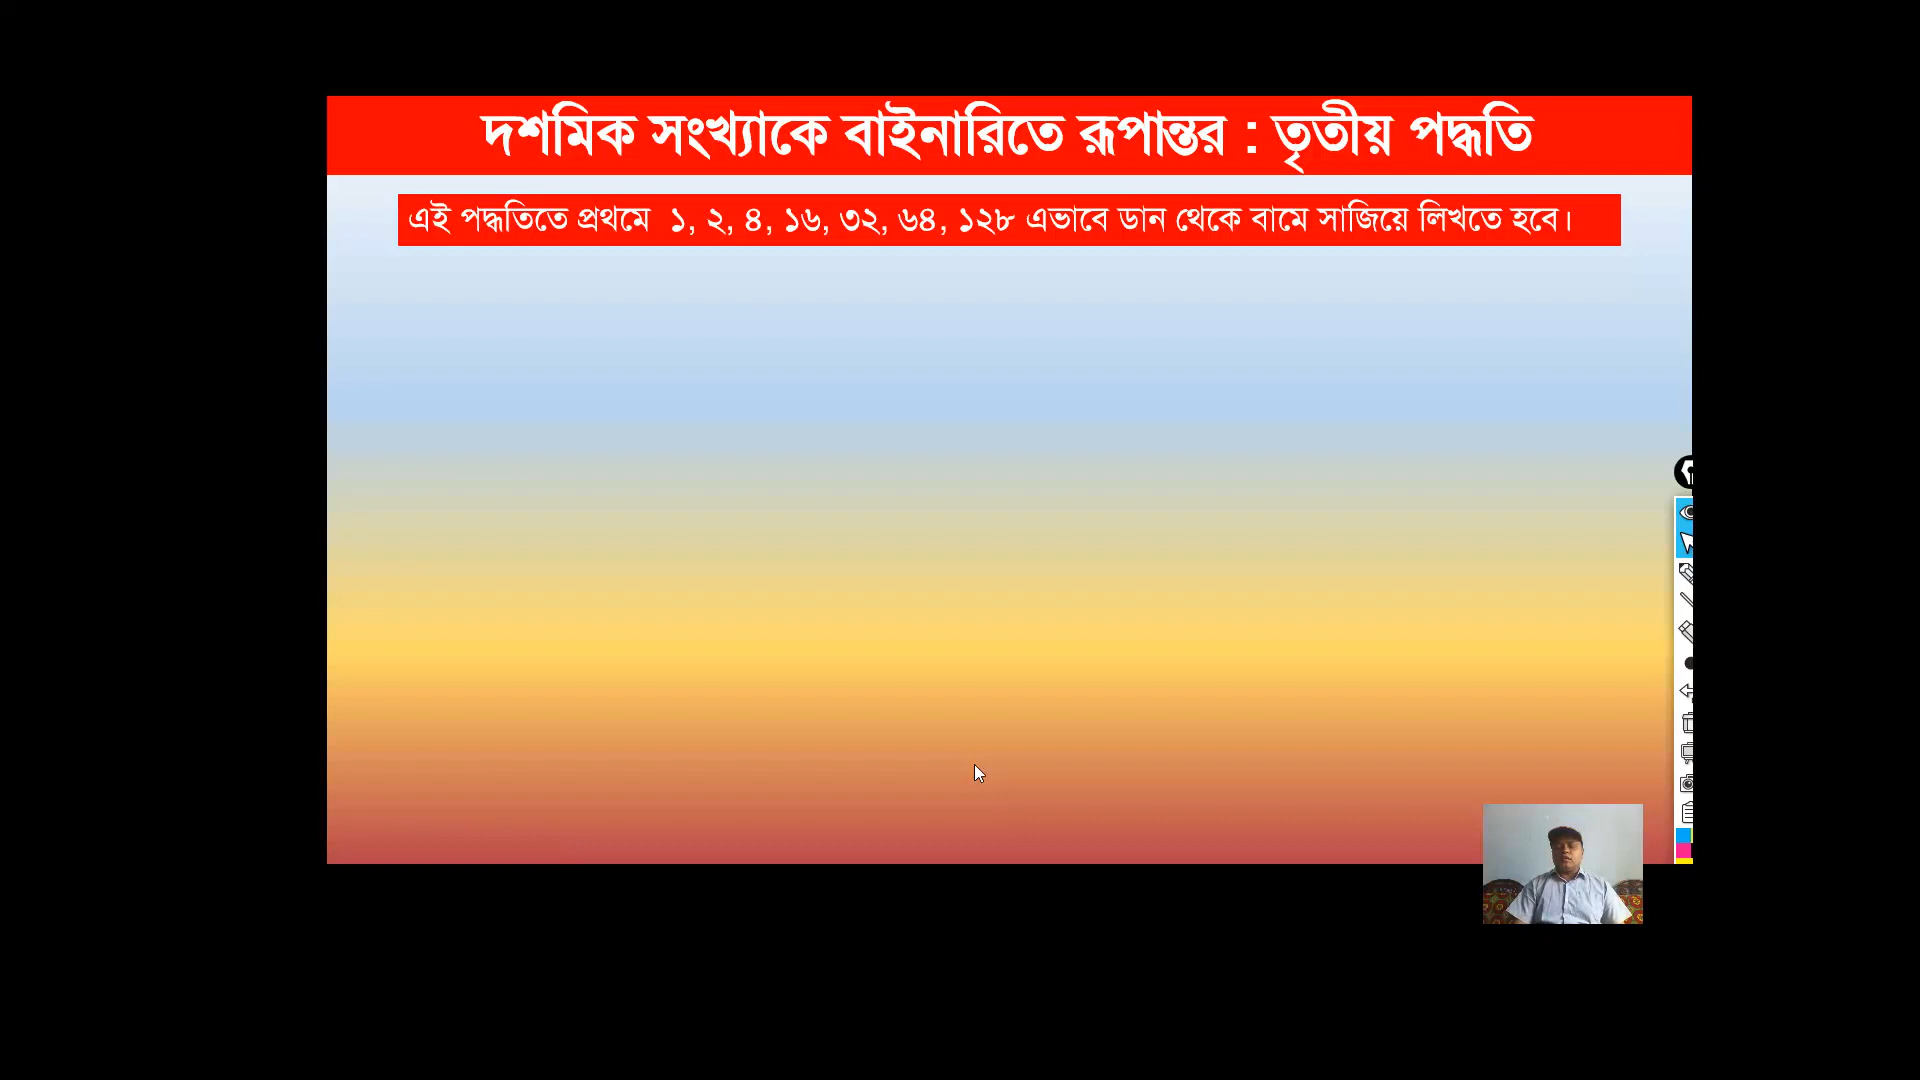 দশমিক সংখ্যাকে বাইনারিতে রূপান্তর : তৃতীয় পদ্ধতি
এই পদ্ধতিতে প্রথমে ১, ২, ৪, ১৬, ৩২, ৬৪, ১২৮ এভাবে ডান থেকে বামে সাজিয়ে লিখতে হবে।